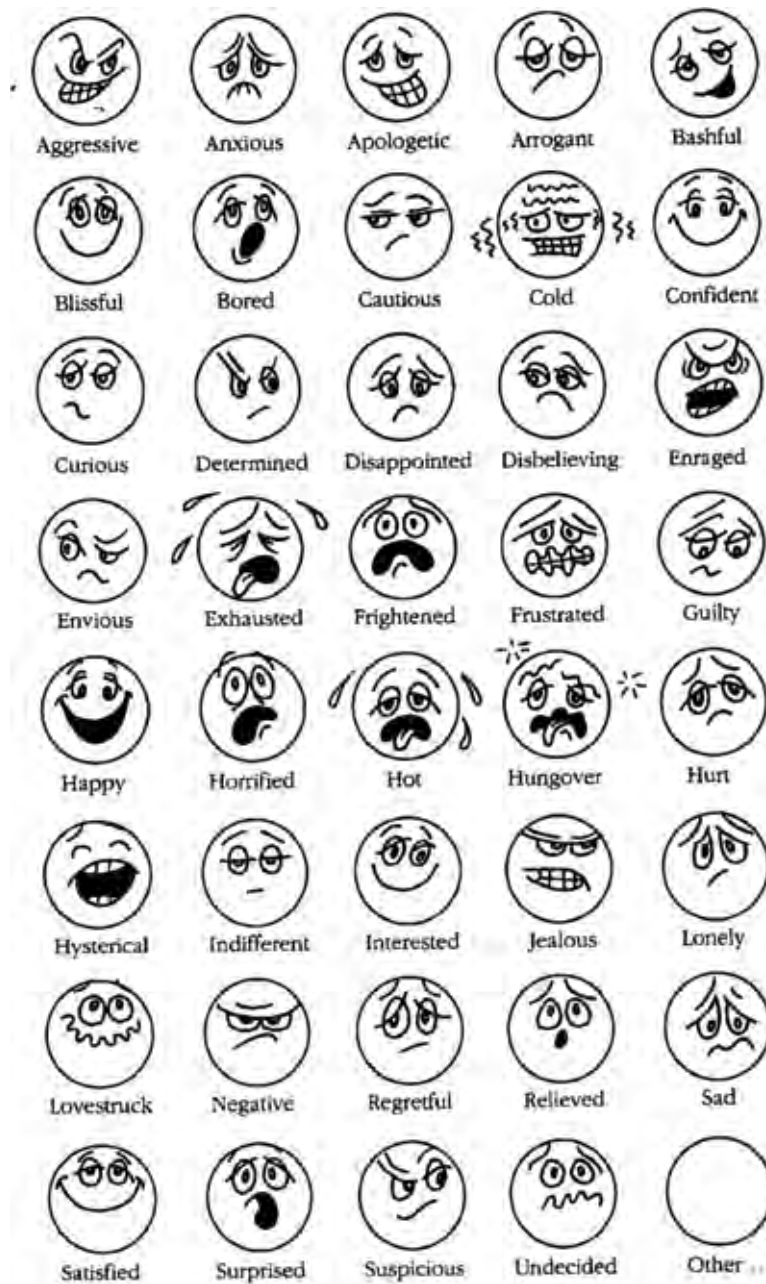 Aggressive Anxious Apologetic Arrogant Bashful
Blissful Bored Cautious Cold Confident
Curious Determined Disappointed Disbelieving Enraged
Envious Exhausted Frightened Frustrated Guilty
Happy Horrified Hot Hungover Hurt
Hysterical Indifferent Interested Jealous Lonely
Lovestruck Negative Regretful Relieved Sad
Satisfied Surprised Suspicious Undecided Other